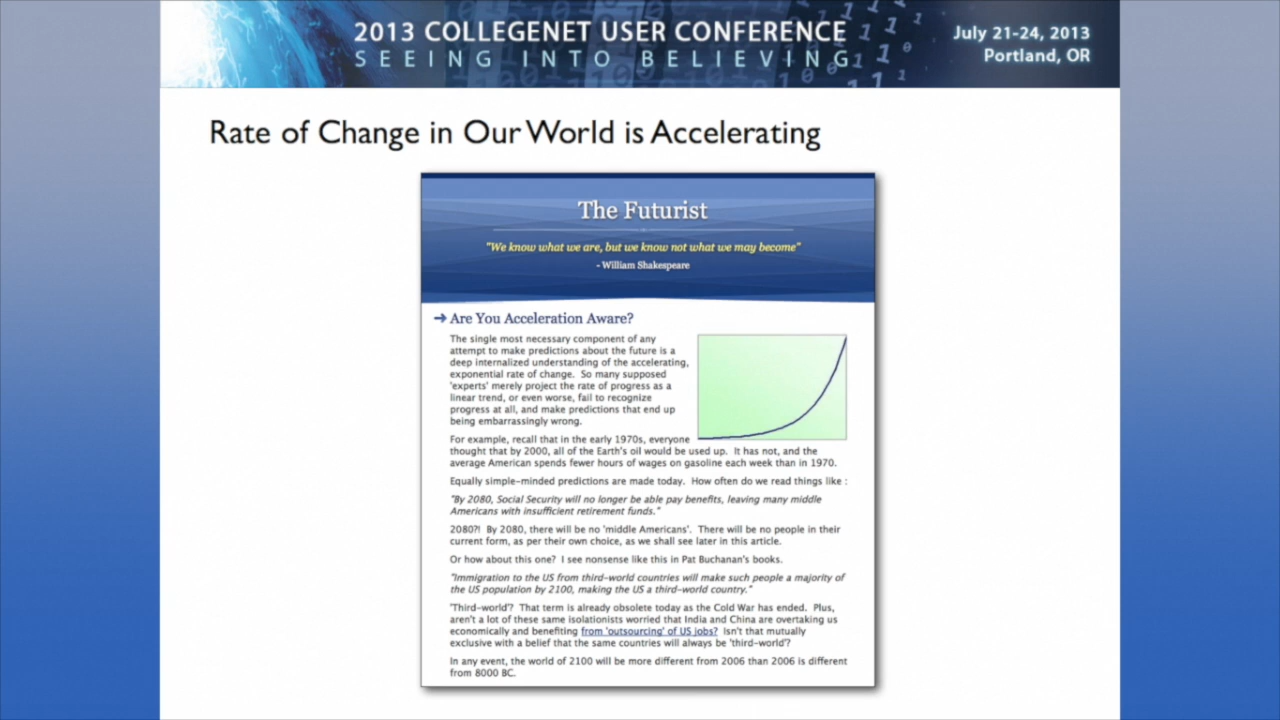 2013 COLLEGENET USER CONFERENCE
SEEING INTO BELIEVING
July 21-24, 2013
Portland, OR
Rate of Change in Our World is Accelerating
The Futurist
"We know what we are, but we know not what we may become"
- William Shakespeare
➔ Are You Acceleration Aware?
The single most necessary component of any
attempt to make predictions about the future is a
deep internalized understanding of the accelerating,
exponential rate of change. So many supposed
'experts' merely project the rate of progress as a
linear trend, or even worse, fail to recognize
progress at all, and make predictions that end up
being embarrassingly wrong.
For example, recall that in the early 1970s, everyone
thought that by 2000, all of the Earth's oil would be used up. It has not, and the
average American spends fewer hours of wages on gasoline each week than in 1970.
Equally simple-minded predictions are made today. How often do we read things like :
"By 2080, Social Security will no longer be able pay benefits, leaving many middle
Americans with insufficient retirement funds."
2080?! By 2080, there will be no 'middle Americans'. There will be no people in their
current form, as per their own choice, as we shall see later in this article.
Or how about this one? I see nonsense like this in Pat Buchanan's books.
"Immigration to the US from third-world countries will make such people a majority of
the US population by 2100, making the US a third-world country."
'Third-world'? That term is already obsolete today as the Cold War has ended. Plus,
aren't a lot of these same isolationists worried that India and China are overtaking us
economically and benefiting from 'outsourcing' of US jobs? Isn't that mutually
exclusive with a belief that the same countries will always be 'third-world'?
In any event, the world of 2100 will be more different from 2006 than 2006 is different
from 8000 BC.